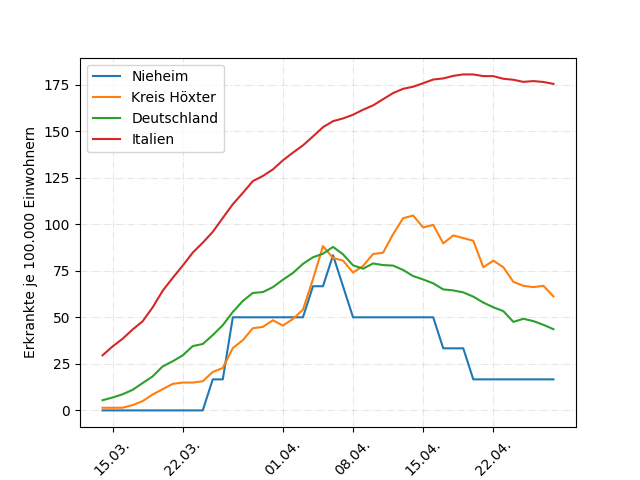 Nieheim
Kreis Höxter
Deutschland
Italien
Erkrankte je 100.000 Einwohnern
175
150
125
100
75
50
25
0
15.03.
22.03.
01.04.
08.04.
15.04.
22.04.